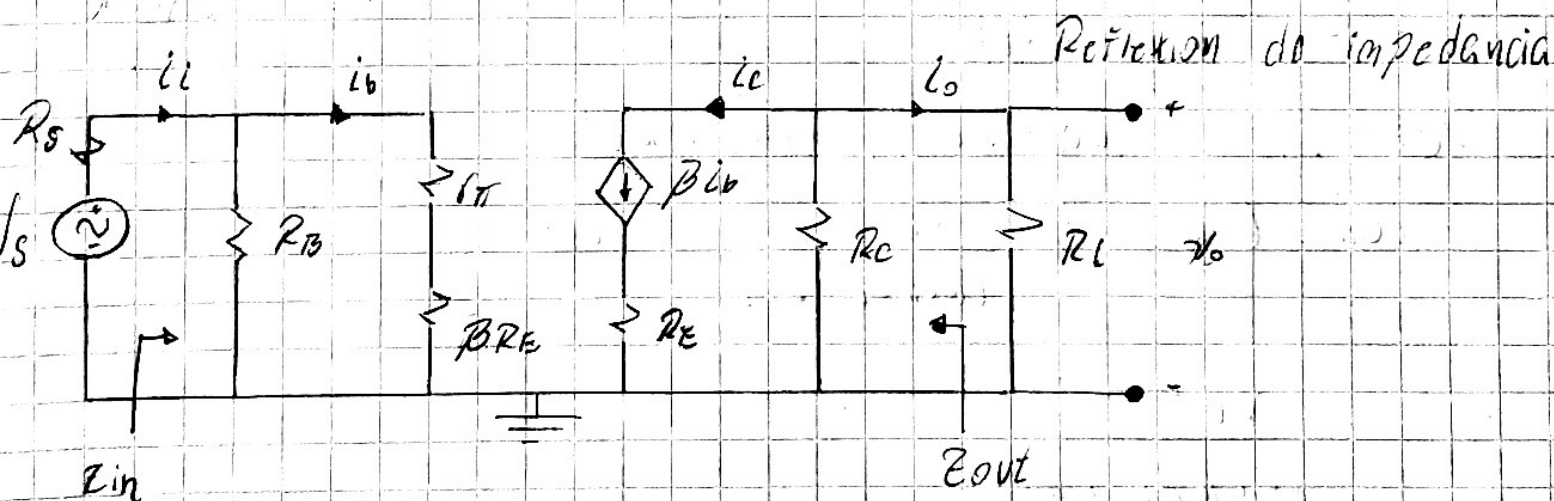 Reflexion de impedancia
ii
ib
ic
io
+
Rs
Vs
RB
rπ
βRE
βib
RE
RC
RL
vo
-
Zin
Zout